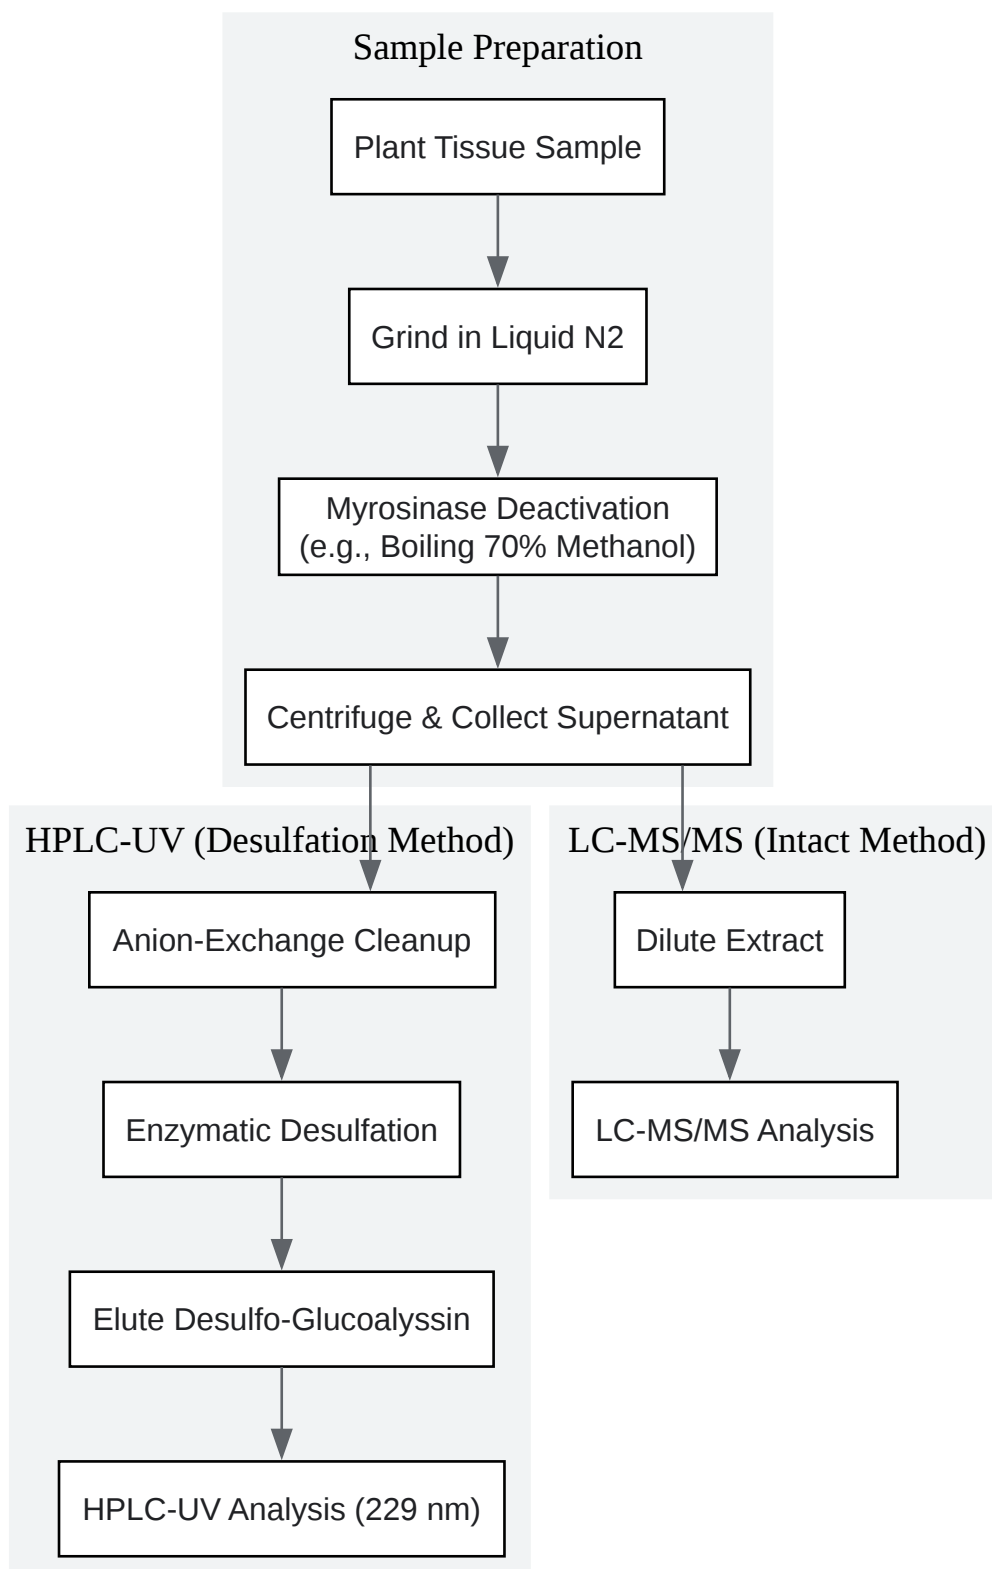 Sample Preparation
Plant Tissue Sample
Grind in Liquid N2
Myrosinase Deactivation
(e.g., Boiling 70% Methanol)
Centrifuge & Collect Supernatant
HPLC-UV (Desulfation Method)
Anion-Exchange Cleanup
Enzymatic Desulfation
Elute Desulfo-Glucoalyssin
HPLC-UV Analysis (229 nm)
LC-MS/MS (Intact Method)
Dilute Extract
LC-MS/MS Analysis